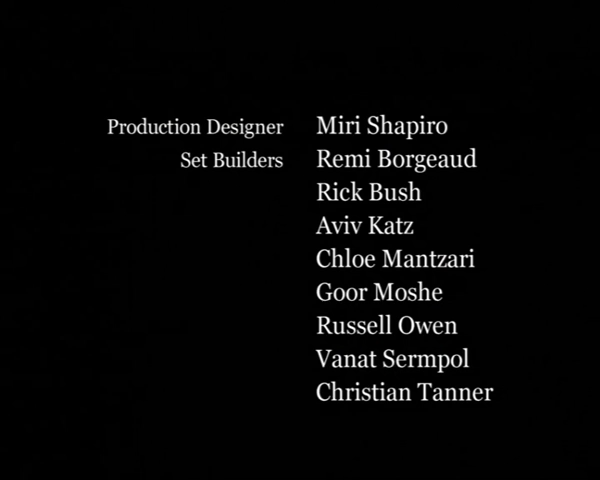 Production Designer Miri Shapiro
Set Builders Remi Borgeaud
Rick Bush
Aviv Katz
Chloe Mantzari
Goor Moshe
Russell Owen
Vanat Sermpol
Christian Tanner